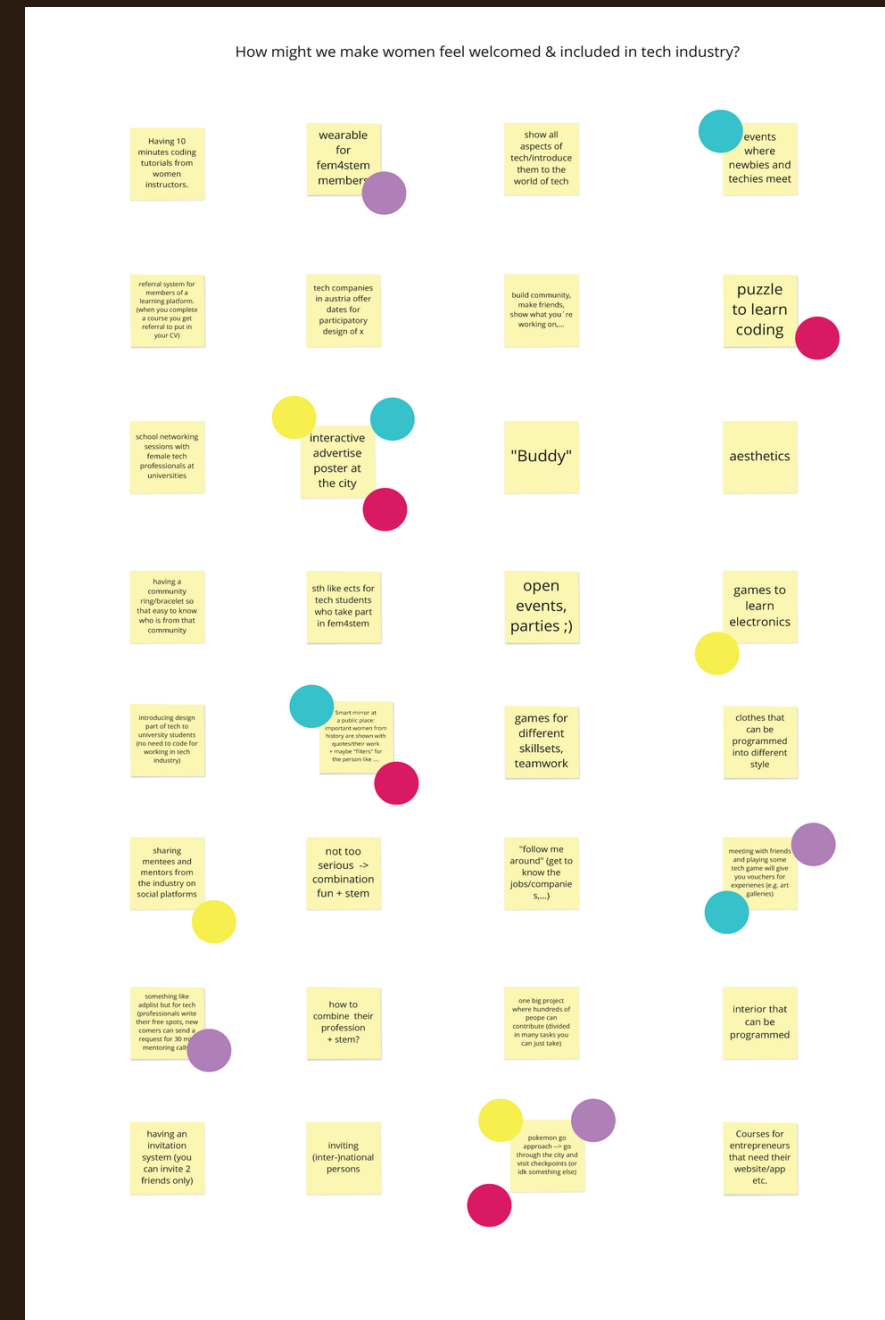 How might we make women feel welcomed & included in tech industry?
Having 10
minutes coding
tutorials from
women
instructors.
wearable
for
fem4stem
members
show all
aspects of
tech/introduce
them to the
world of tech
events
where
newbies and
techies meet
referral system for
members of a
learning platform.
(when you complete
a course you get
referral to put in
your CV)
tech companies
in austria offer
dates for
participatory
design of x
build community,
make friends,
show what you´re
working on,...
puzzle
to learn
coding
school networking
sessions with
female tech
professionals at
universities
interactive
advertise
poster at
the city
"Buddy"
aesthetics
having a
community
ring/bracelet so
that easy to know
who is from that
community
sth like ects for
tech students
who take part
in fem4stem
open
events,
parties ;)
games to
learn
electronics
introducing design
part of tech to
university students
(no need to code for
working in tech
industry)
Smart mirror at
a public place:
important women from
history are shown with
quotes/their work
+ maybe "filters" for
the person like ....
games for
different
skillsets,
teamwork
clothes that
can be
programmed
into different
style
sharing
mentees and
mentors from
the industry on
social platforms
not too
serious ->
combination
fun + stem
"follow me
around" (get to
know the
jobs/companie
s,...)
meeting with friends
and playing some
tech game will give
you vouchers for
experienes (e.g. art
galleries)
something like
adplist but for tech
(professionals write
their free spots, new
comers can send a
request for 30
mentoring call
how to
combine their
profession
+ stem?
one big project
where hundreds of
peope can
contribute (divided
in many tasks you
can just take)
interior that
can be
programmed
having an
invitation
system (you
can invite 2
friends only)
inviting
(inter-)national
persons
pokemon go
approach --> go
through the city and
visit checkpoints (or
idk something else)
Courses for
entrepreneurs
that need their
website/app
etc.